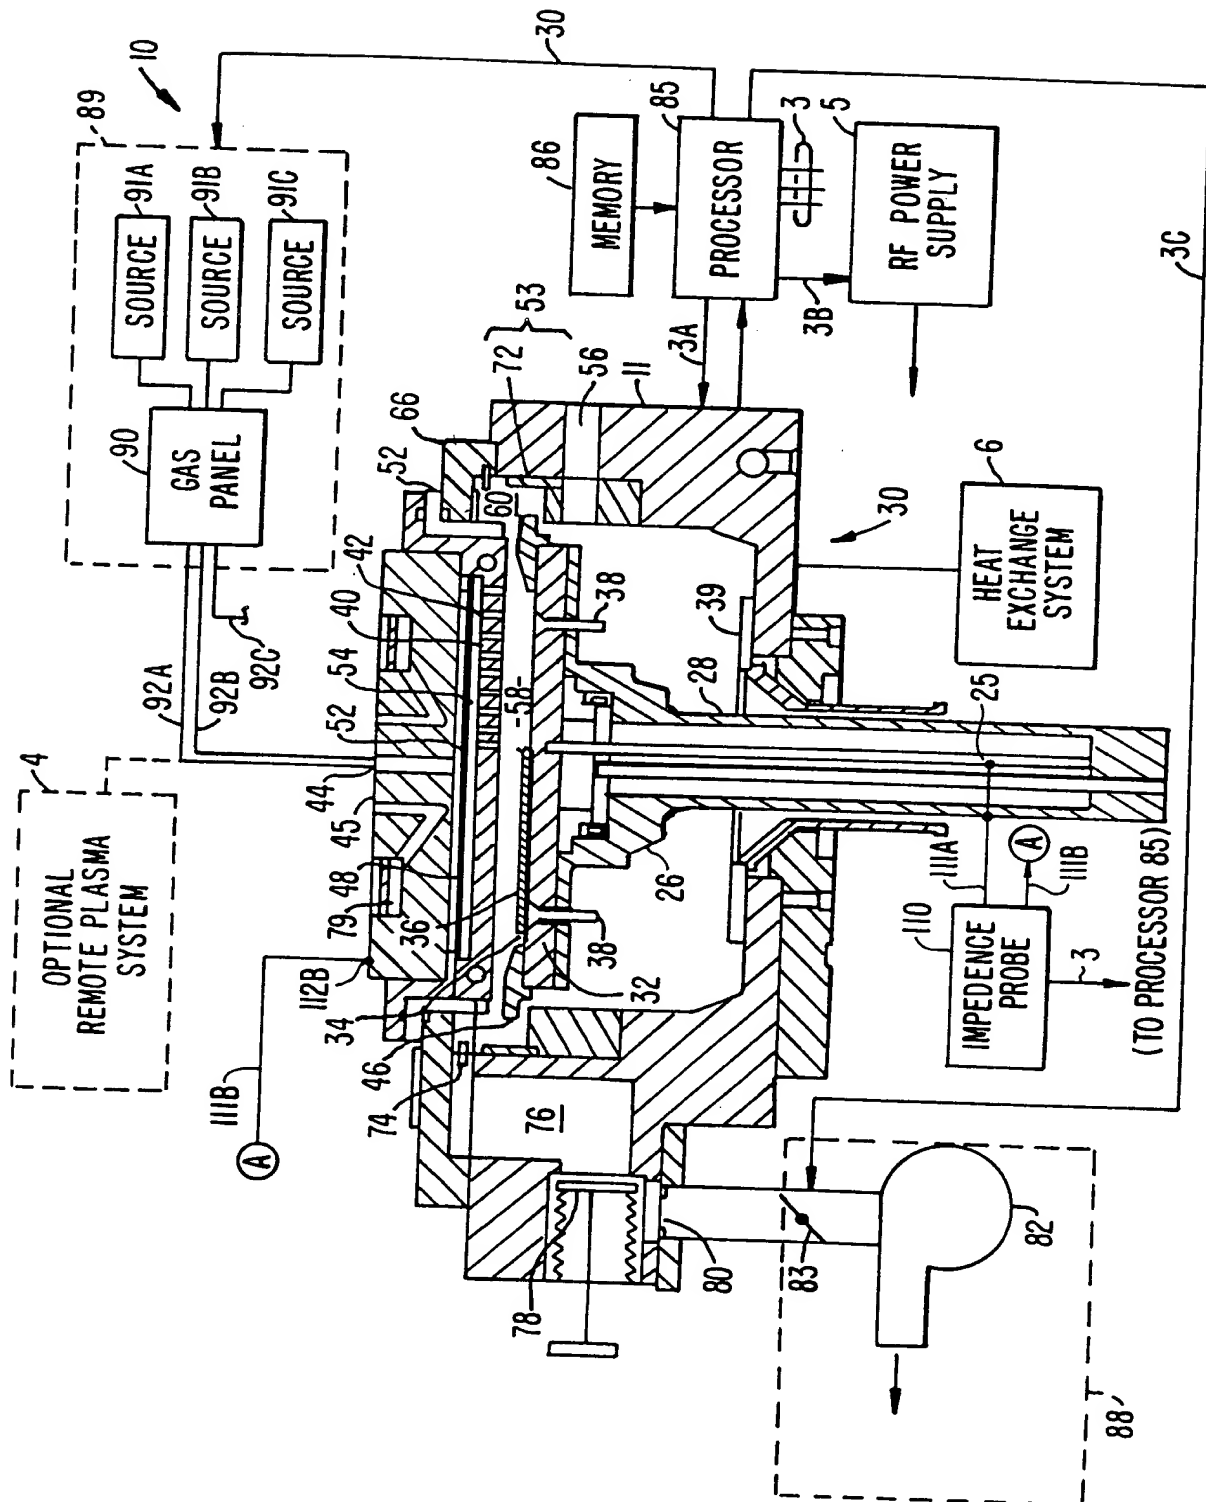 10
30
89
SOURCE
91A
SOURCE
91B
SOURCE
91C
90
GAS
PANEL
92A
92B
92C
4
OPTIONAL
REMOTE PLASMA
SYSTEM
86
MEMORY
85
PROCESSOR
3
5
RF POWER
SUPPLY
3A
3B
3C
53
72
56
11
66
52
60
42
40
54
52
44
45
48
79
36
112B
34
46
74
111B
A
-58-
38
39
30
6
HEAT
EXCHANGE
SYSTEM
28
25
26
38
32
76
78
80
83
82
88
111A
A
111B
110
IMPEDENCE
PROBE
3
(TO PROCESSOR 85)